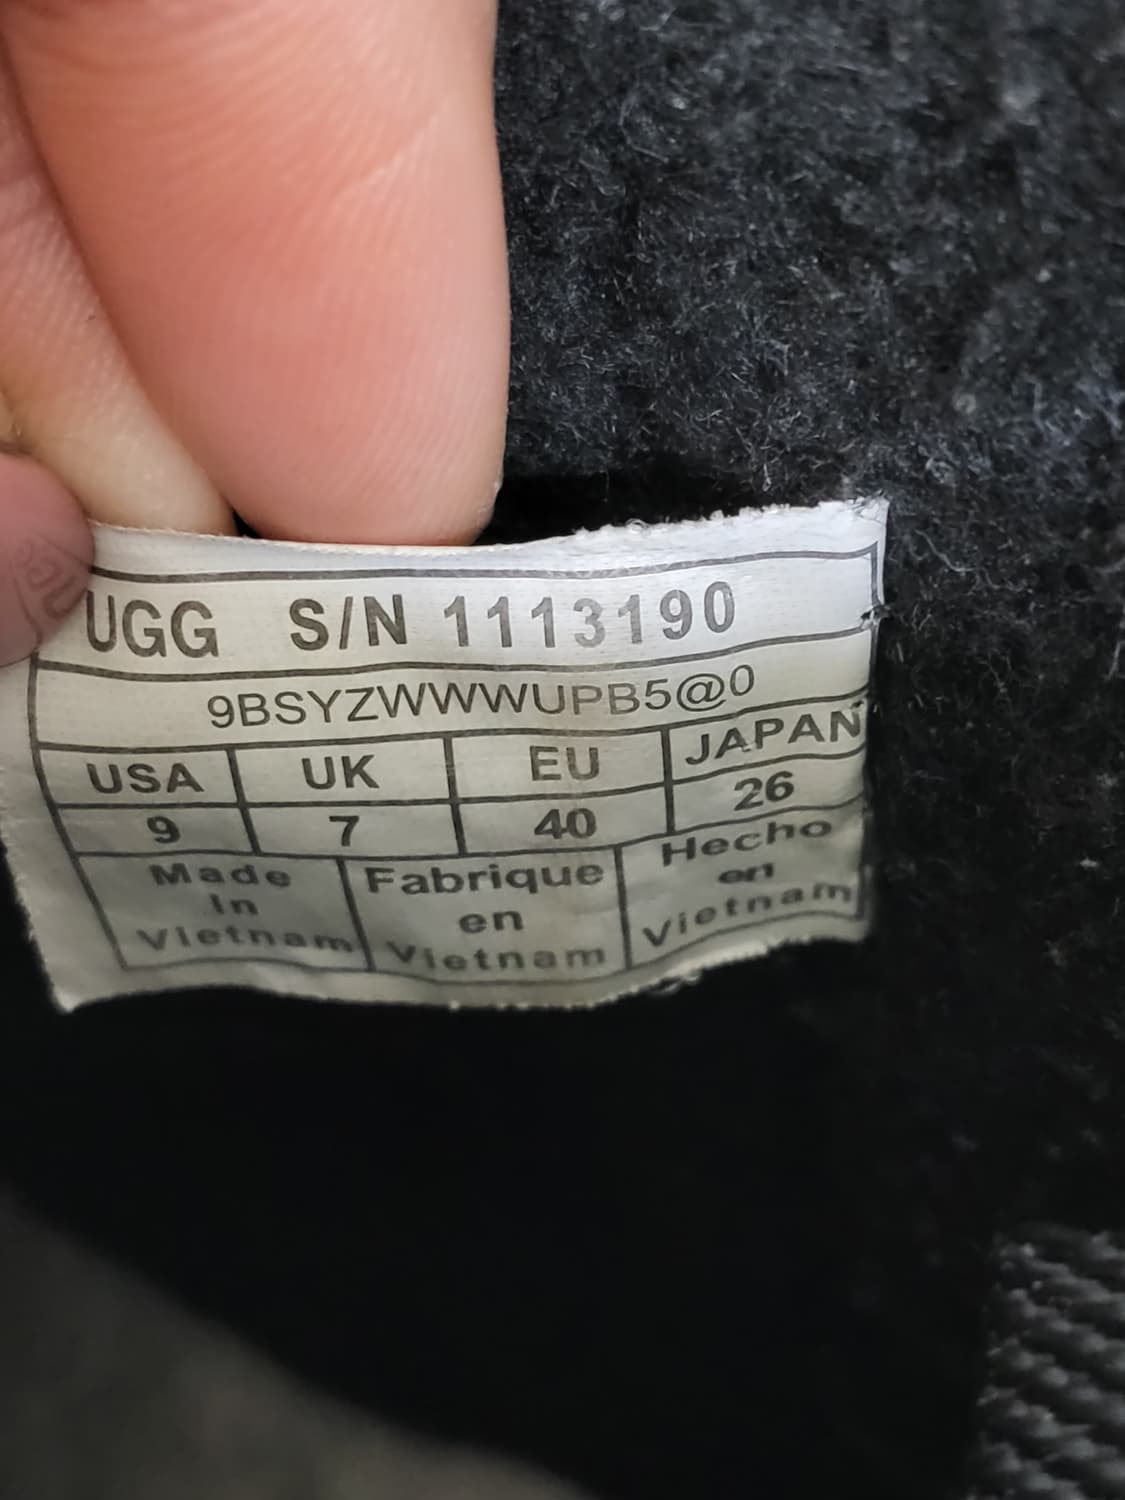 UGG S/N 1113190
9BSYZWWWUPB5@0
USA UK EU JAPAN
9 7 40 26
Made In Vietnam
Fabrique en Vietnam
Hecho en Vietnam